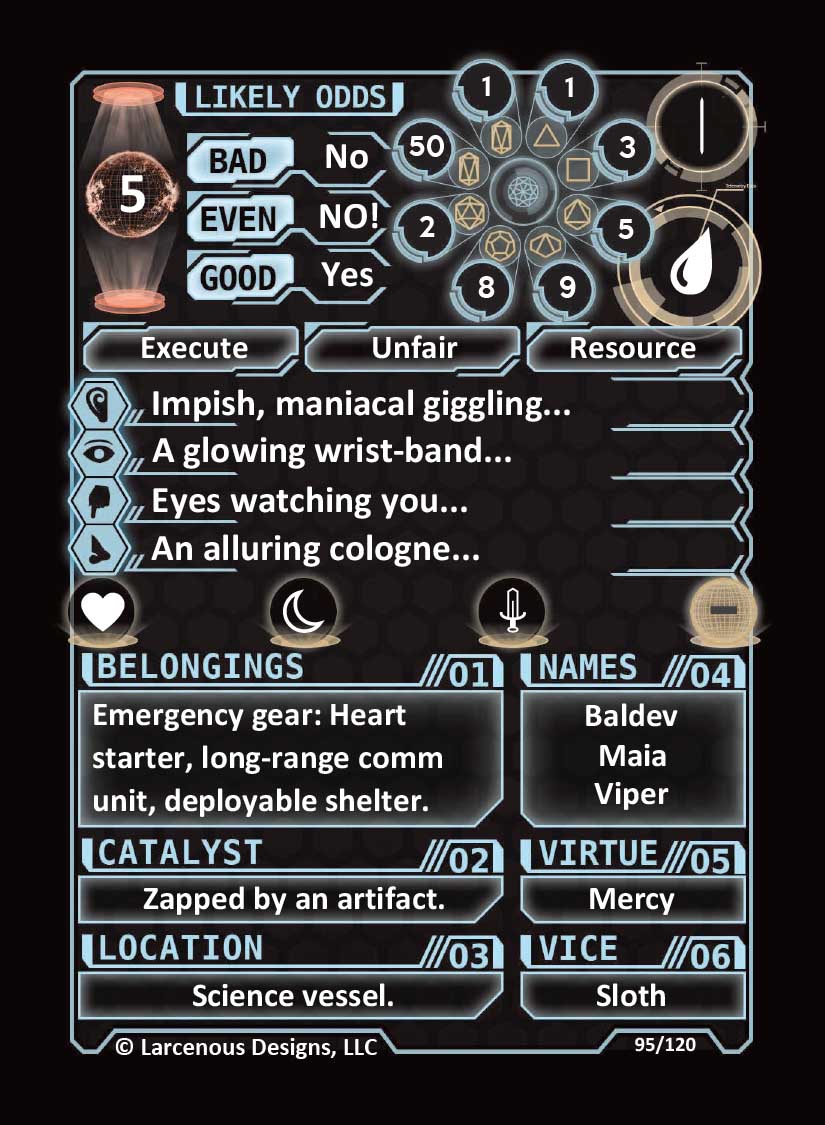 LIKELY ODDS
5
BAD No
EVEN NO!
GOOD Yes
1 1
50 3
2 5
8 9
Execute Unfair Resource
Impish, maniacal giggling...
A glowing wrist-band...
Eyes watching you...
An alluring cologne...
BELONGINGS ///01
Emergency gear: Heart
starter, long-range comm
unit, deployable shelter.
NAMES ///04
Baldev
Maia
Viper
CATALYST ///02
Zapped by an artifact.
VIRTUE ///05
Mercy
LOCATION ///03
Science vessel.
VICE ///06
Sloth
© Larcenous Designs, LLC
95/120